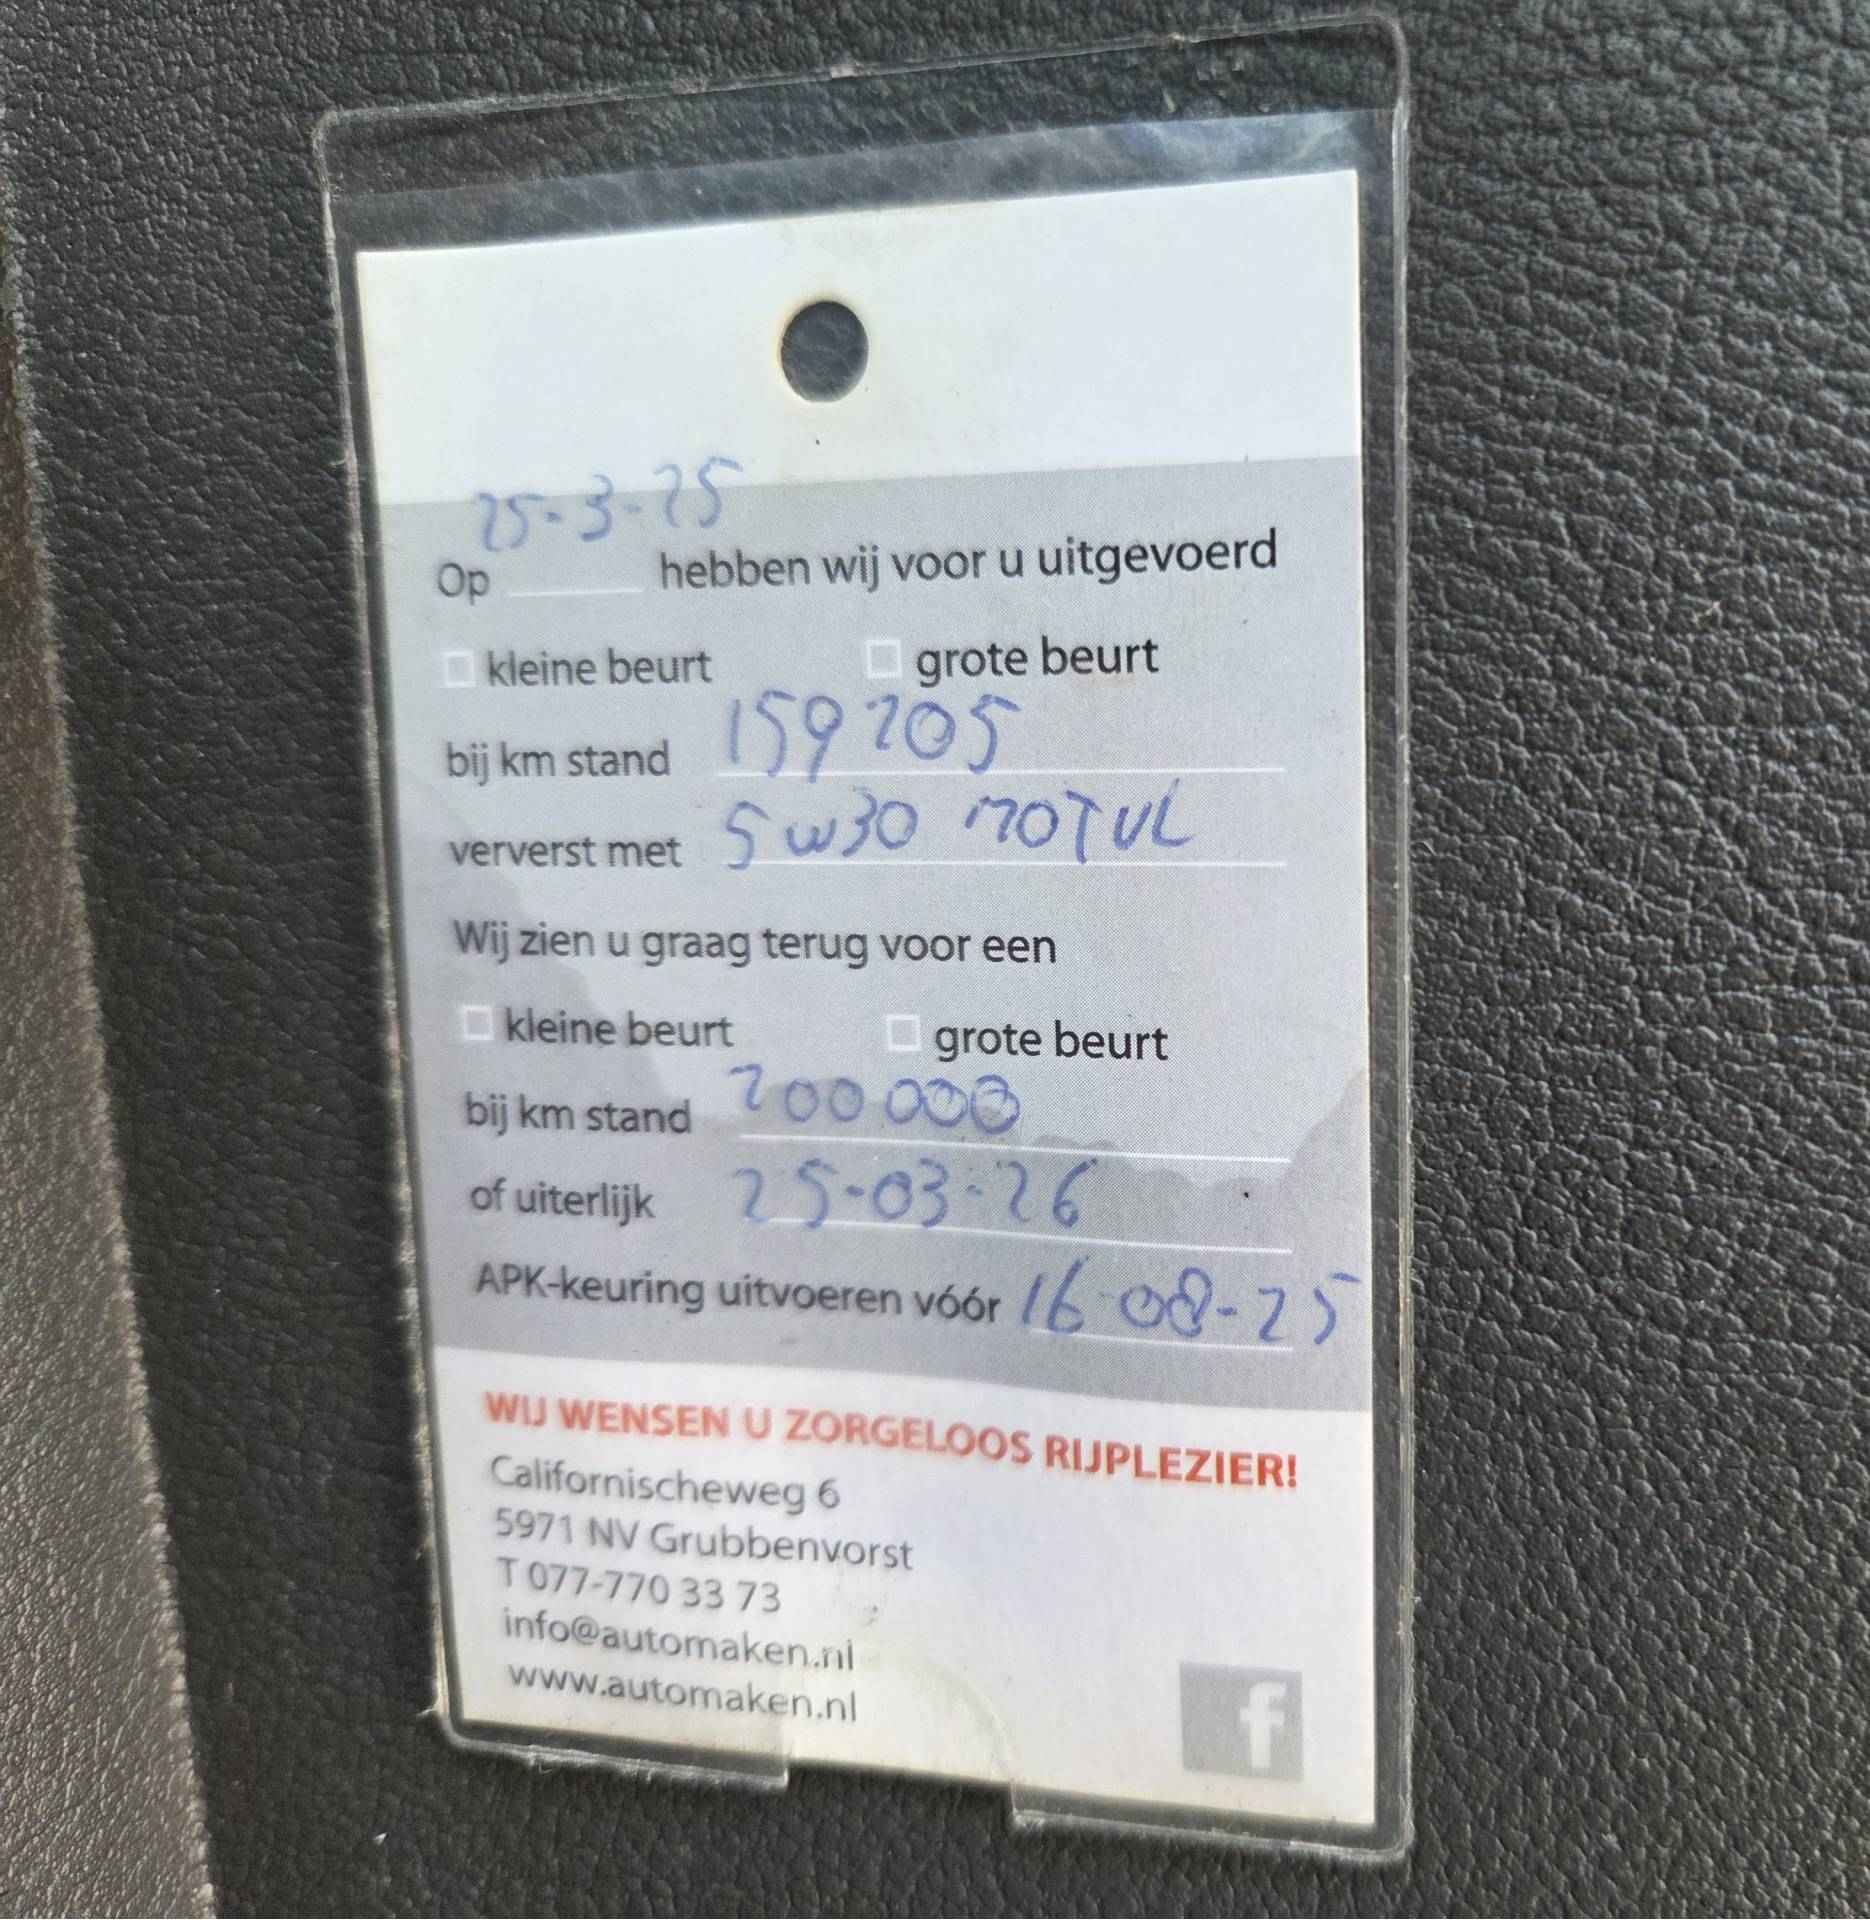 25-3-25
Op hebben wij voor u uitgevoerd
kleine beurt grote beurt
bij km stand 159205
ververst met 5w30 MOTUL
Wij zien u graag terug voor een
kleine beurt grote beurt
bij km stand 200000
of uiterlijk 25-03-26
APK-keuring uitvoeren vóór 16-08-25
WIJ WENSEN U ZORGELOOS RIJPLEZIER!
Californischeweg 6
5971 NV Grubbenvorst
T 077-770 33 73
info@automaken.nl
www.automaken.nl
f